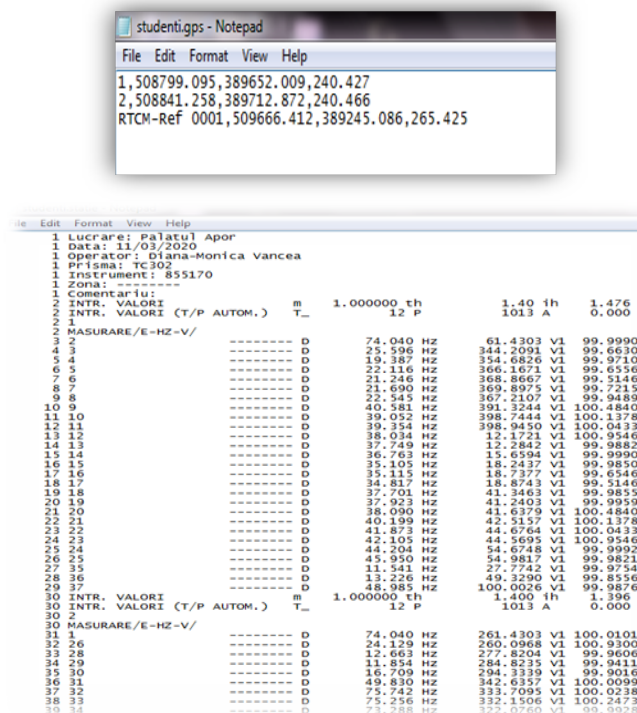 studenti.gps - Notepad
File Edit Format View Help
1,508799.095,389652.009,240.427
2,508841.258,389712.872,240.466
RTCM-Ref 0001,509666.412,389245.086,265.425
Edit Format View Help
1 Lucrare: Palatul Apor
1 Data: 11/03/2020
1 Operator: Diana-Monica Vancea
1 Prisma: TC302
1 Instrument: 855170
1 Zona: --------
1 Comentariu:
2 INTR. VALORI m 1.000000 th 1.40 ih 1.476
2 INTR. VALORI (T/P AUTOM.) T_ 12 P 1013 A 0.000
2 1
2 MASURARE/E-HZ-V/
3 2 -------- D 74.040 HZ 61.4303 V1 99.9990
4 3 -------- D 25.596 HZ 344.2091 V1 99.6630
5 4 -------- D 19.387 HZ 354.6826 V1 99.9710
6 5 -------- D 22.116 HZ 366.1671 V1 99.6556
7 6 -------- D 21.246 HZ 368.8667 V1 99.5146
8 7 -------- D 21.690 HZ 369.8975 V1 99.7215
9 8 -------- D 22.545 HZ 367.2107 V1 99.9489
10 9 -------- D 40.581 HZ 391.3244 V1 100.4840
11 10 -------- D 39.052 HZ 398.7444 V1 100.1378
12 11 -------- D 39.354 HZ 398.9450 V1 100.0433
13 12 -------- D 38.034 HZ 12.1721 V1 100.9546
14 13 -------- D 37.749 HZ 12.2842 V1 99.9882
15 14 -------- D 36.763 HZ 15.6594 V1 99.9990
16 15 -------- D 35.105 HZ 18.2437 V1 99.9850
17 16 -------- D 35.115 HZ 18.7377 V1 99.6546
18 17 -------- D 34.817 HZ 18.8743 V1 99.5146
19 18 -------- D 37.701 HZ 41.3463 V1 99.9855
20 19 -------- D 37.923 HZ 41.2403 V1 99.9959
21 20 -------- D 38.090 HZ 41.6379 V1 100.4840
22 21 -------- D 40.199 HZ 42.5157 V1 100.1378
23 22 -------- D 41.873 HZ 44.6764 V1 100.0433
24 23 -------- D 42.105 HZ 44.5695 V1 100.9546
25 24 -------- D 44.204 HZ 54.6748 V1 99.9992
26 25 -------- D 45.950 HZ 54.9817 V1 99.9821
27 35 -------- D 11.541 HZ 27.7742 V1 99.9754
28 36 -------- D 13.226 HZ 49.3290 V1 99.8556
29 37 -------- D 48.985 HZ 100.0026 V1 99.9876
30 INTR. VALORI m 1.000000 th 1.400 ih 1.396
30 INTR. VALORI (T/P AUTOM.) T_ 12 P 1013 A 0.000
30 2
30 MASURARE/E-HZ-V/
31 1 -------- D 74.040 HZ 261.4303 V1 100.0101
32 26 -------- D 24.129 HZ 260.0968 V1 100.9300
33 28 -------- D 12.663 HZ 277.8204 V1 99.9606
34 29 -------- D 11.854 HZ 284.8235 V1 99.9411
35 30 -------- D 16.709 HZ 294.3339 V1 99.9016
36 31 -------- D 49.830 HZ 342.6357 V1 100.0099
37 32 -------- D 75.742 HZ 333.7095 V1 100.0238
38 33 -------- D 75.256 HZ 332.1506 V1 100.2473
39 34 -------- D 73.288 HZ 322.0760 V1 99.9928